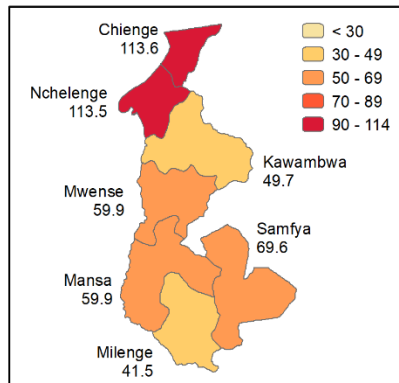 Chienge
113.6
Nchelenge
113.5
Kawambwa
49.7
Mwense
59.9
Samfya
69.6
Mansa
59.9
Milenge
41.5
< 30
30 - 49
50 - 69
70 - 89
90 - 114